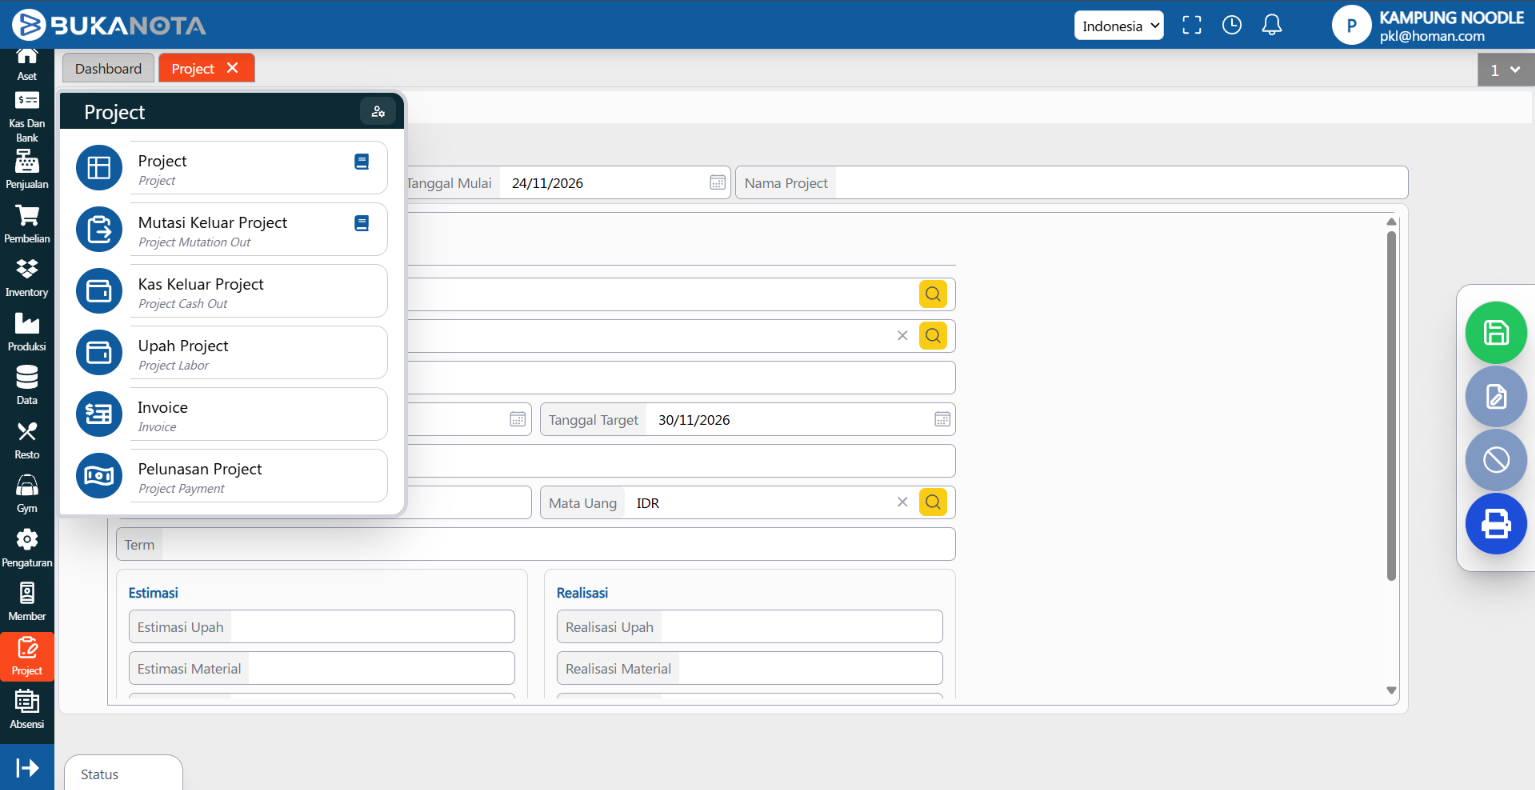 BUKANOTA
Indonesia
P
KAMPUNG NOODLE
pkl@homan.com
Aset
Kas Dan
Bank
Penjualan
Pembelian
Inventory
Produksi
Data
Resto
Gym
Pengaturan
Member
Project
Absensi
Dashboard
Project
1
Project
Project
Project
Mutasi Keluar Project
Project Mutation Out
Kas Keluar Project
Project Cash Out
Upah Project
Project Labor
Invoice
Invoice
Pelunasan Project
Project Payment
Tanggal Mulai 24/11/2026
Nama Project
Tanggal Target 30/11/2026
Mata Uang IDR
Term
Estimasi
Estimasi Upah
Estimasi Material
Realisasi
Realisasi Upah
Realisasi Material
Status